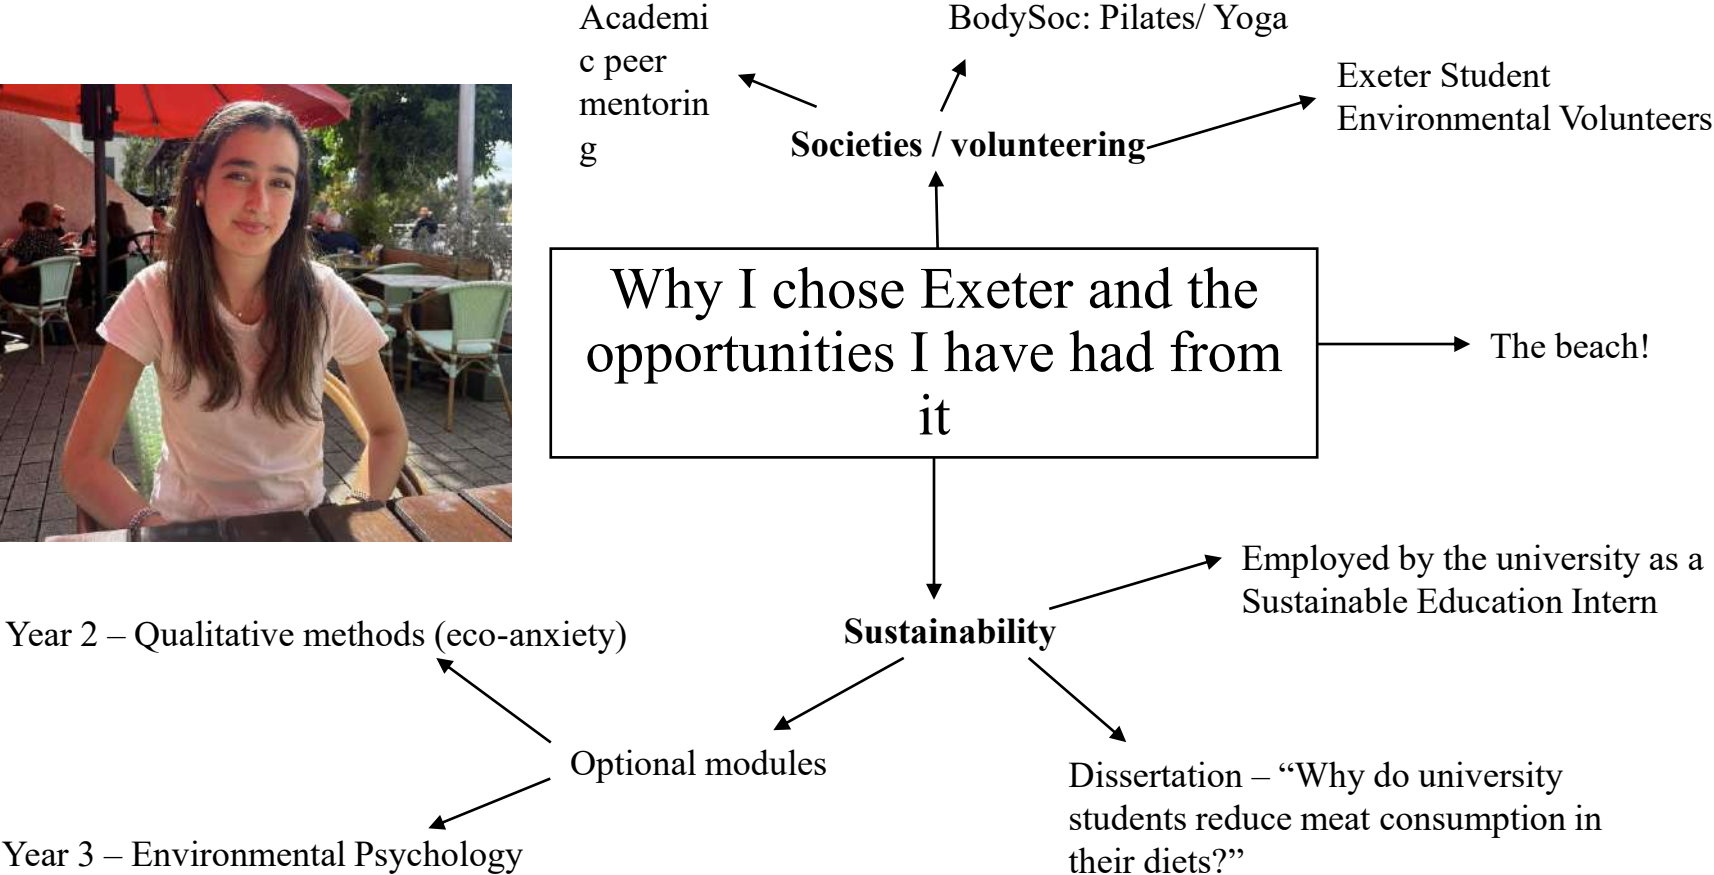 Academi
c peer
mentorin
g
BodySoc: Pilates/ Yoga
Exeter Student
Environmental Volunteers
Societies / volunteering
Why I chose Exeter and the
opportunities I have had from
it
The beach!
Employed by the university as a
Sustainable Education Intern
Sustainability
Year 2 – Qualitative methods (eco-anxiety)
Optional modules
Year 3 – Environmental Psychology
Dissertation – “Why do university
students reduce meat consumption in
their diets?”